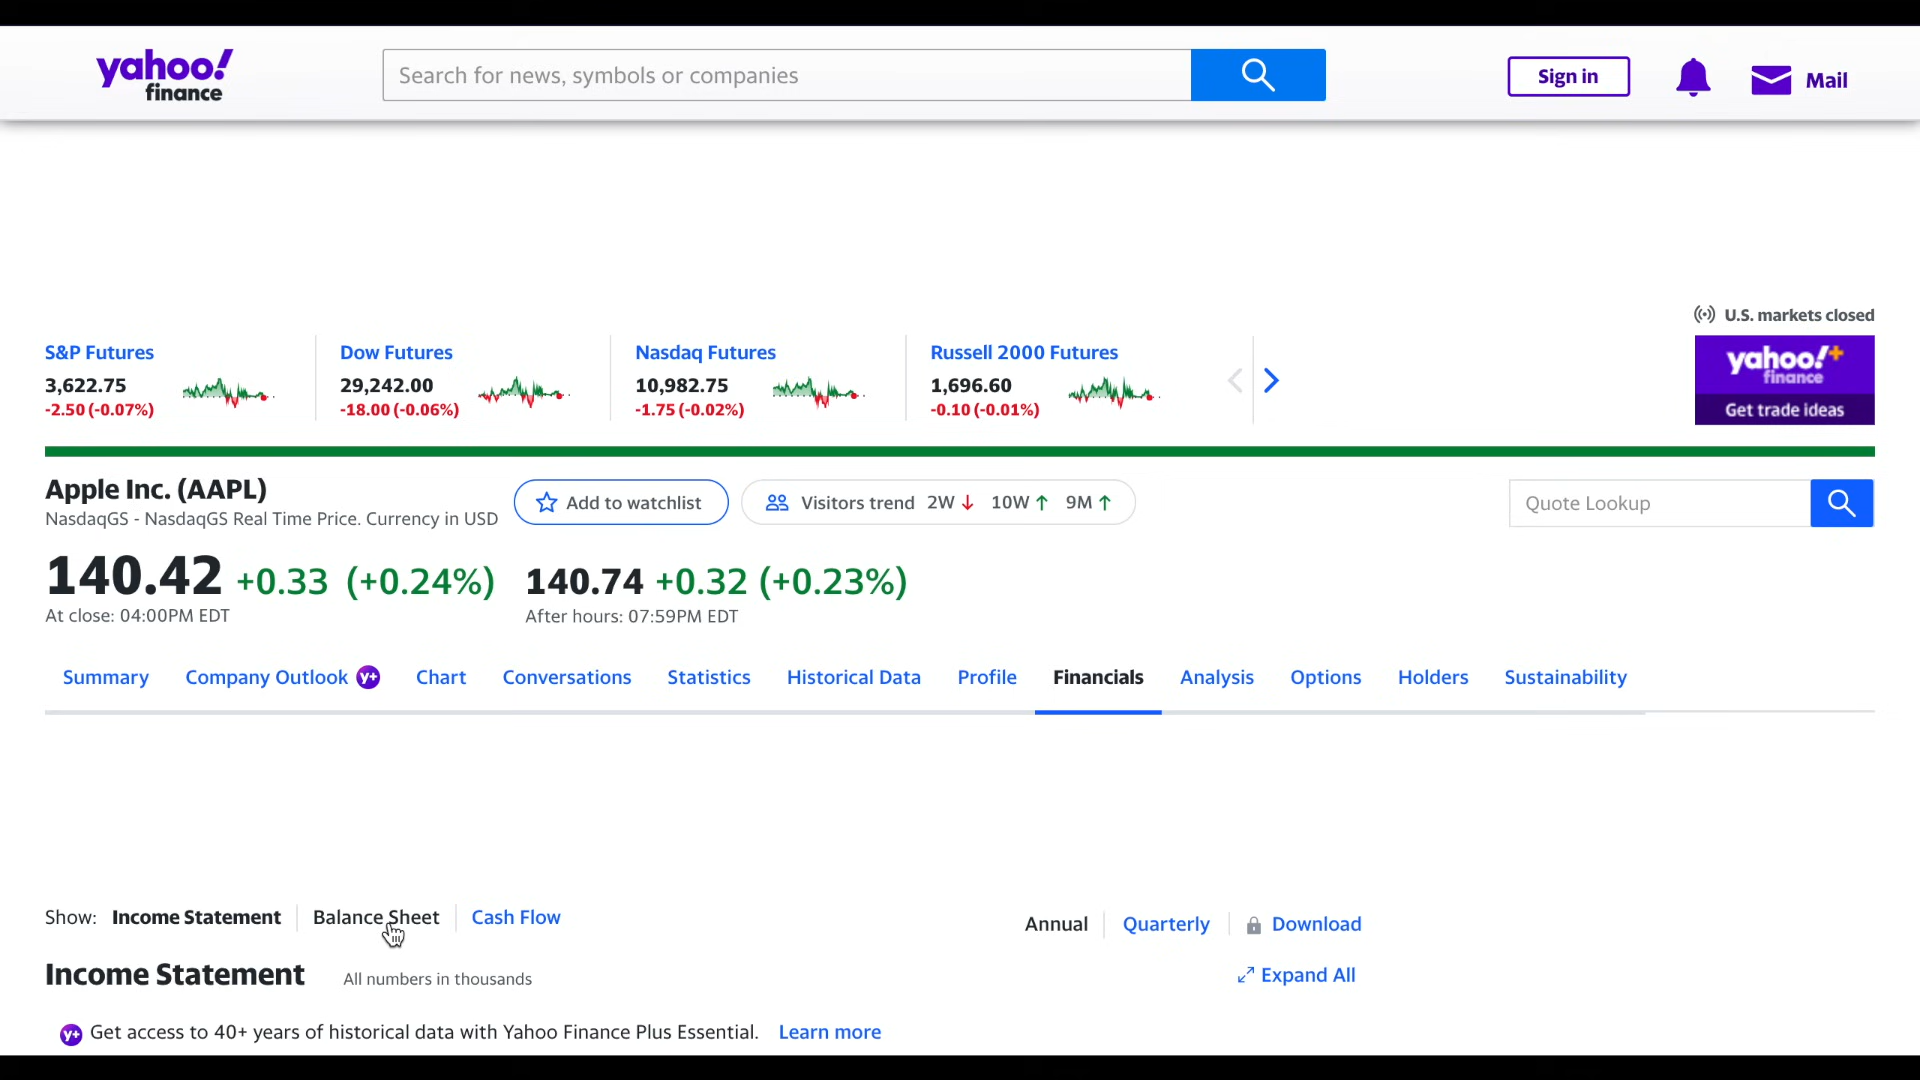 yahoo!
finance
Search for news, symbols or companies
Sign in
Mail
U.S. markets closed
S&P Futures
3,622.75
-2.50 (-0.07%)
Dow Futures
29,242.00
-18.00 (-0.06%)
Nasdaq Futures
10,982.75
-1.75 (-0.02%)
Russell 2000 Futures
1,696.60
-0.10 (-0.01%)
yahoo!+
finance
Get trade ideas
Apple Inc. (AAPL)
NasdaqGS - NasdaqGS Real Time Price. Currency in USD
Add to watchlist
Visitors trend 2W↓ 10W↑ 9M↑
Quote Lookup
140.42 +0.33 (+0.24%)
At close: 04:00PM EDT
140.74 +0.32 (+0.23%)
After hours: 07:59PM EDT
Summary Company Outlook y+ Chart Conversations Statistics Historical Data Profile Financials Analysis Options Holders Sustainability
Show: Income Statement Balance Sheet Cash Flow
Annual Quarterly Download
Income Statement All numbers in thousands
Expand All
y+ Get access to 40+ years of historical data with Yahoo Finance Plus Essential. Learn more